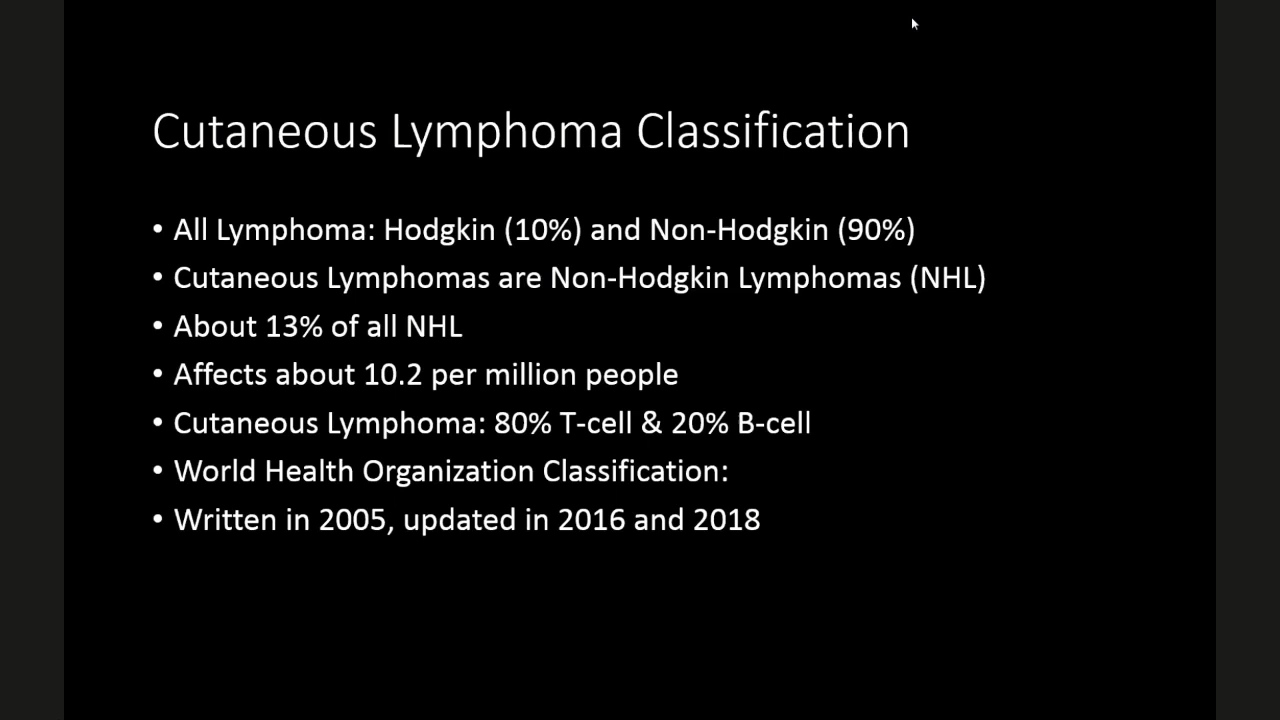 Cutaneous Lymphoma Classification
• All Lymphoma: Hodgkin (10%) and Non-Hodgkin (90%)
• Cutaneous Lymphomas are Non-Hodgkin Lymphomas (NHL)
• About 13% of all NHL
• Affects about 10.2 per million people
• Cutaneous Lymphoma: 80% T-cell & 20% B-cell
• World Health Organization Classification:
• Written in 2005, updated in 2016 and 2018